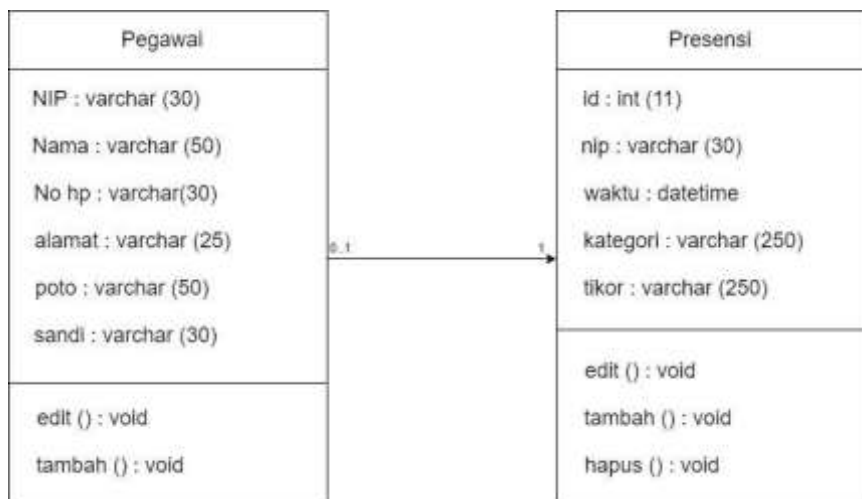 Pegawai
NIP : varchar (30)
Nama : varchar (50)
No hp : varchar(30)
alamat : varchar (25)
poto : varchar (50)
sandi : varchar (30)
edit () : void
tambah () : void
0..1
1
Presensi
id : int (11)
nip : varchar (30)
waktu : datetime
kategori : varchar (250)
tikor : varchar (250)
edit () : void
tambah () : void
hapus () : void